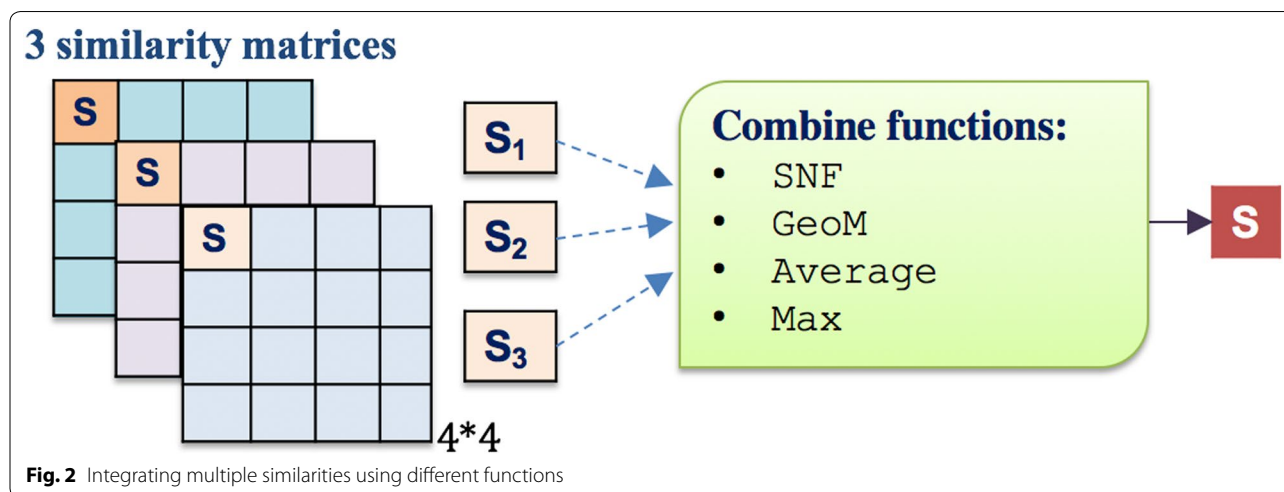 3 similarity matrices
S
S
S
4*4
S₁
S₂
S₃
Combine functions:
• SNF
• GeoM
• Average
• Max
S
Fig. 2 Integrating multiple similarities using different functions